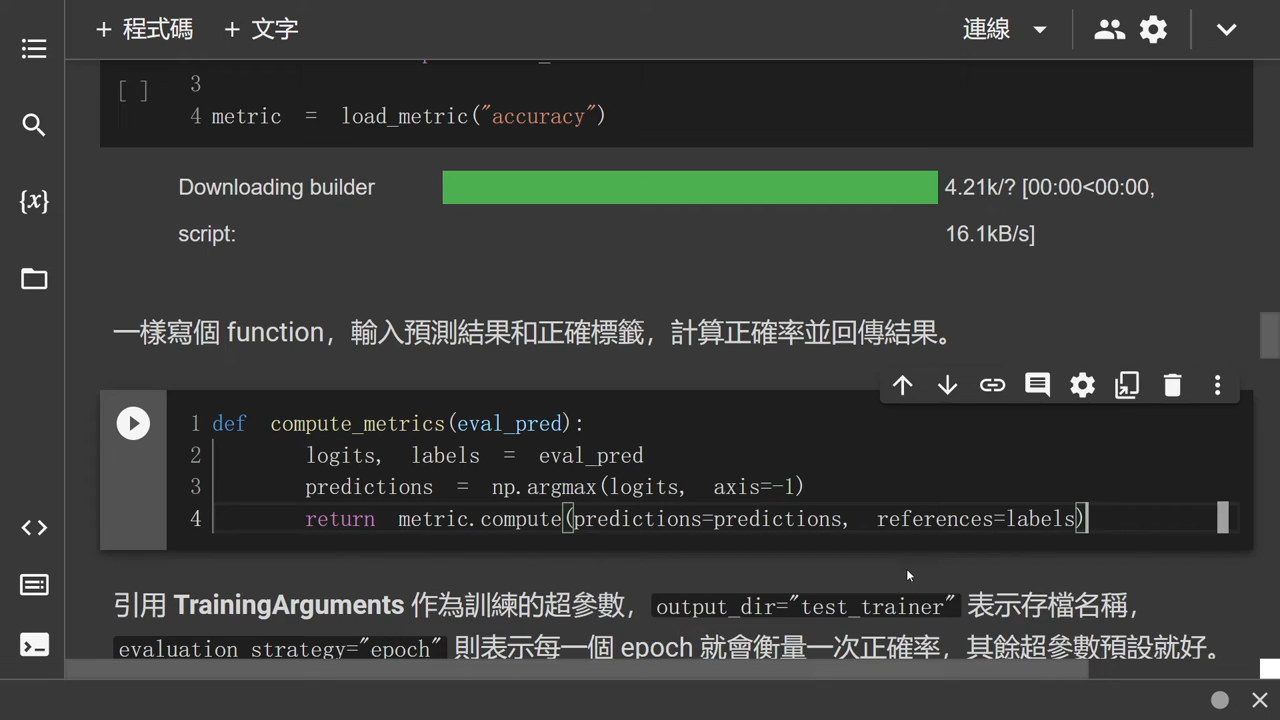 + 程式碼 + 文字 連線
[ ] 3
4 metric = load_metric("accuracy")
Downloading builder script: 4.21k/? [00:00<00:00, 16.1kB/s]
一樣寫個 function，輸入預測結果和正確標籤，計算正確率並回傳結果。
1 def compute_metrics(eval_pred):
2 logits, labels = eval_pred
3 predictions = np.argmax(logits, axis=-1)
4 return metric.compute(predictions=predictions, references=labels)
引用 TrainingArguments 作為訓練的超參數，output_dir="test_trainer" 表示存檔名稱，
evaluation_strategy="epoch" 則表示每一個 epoch 就會衡量一次正確率，其餘超參數預設就好。